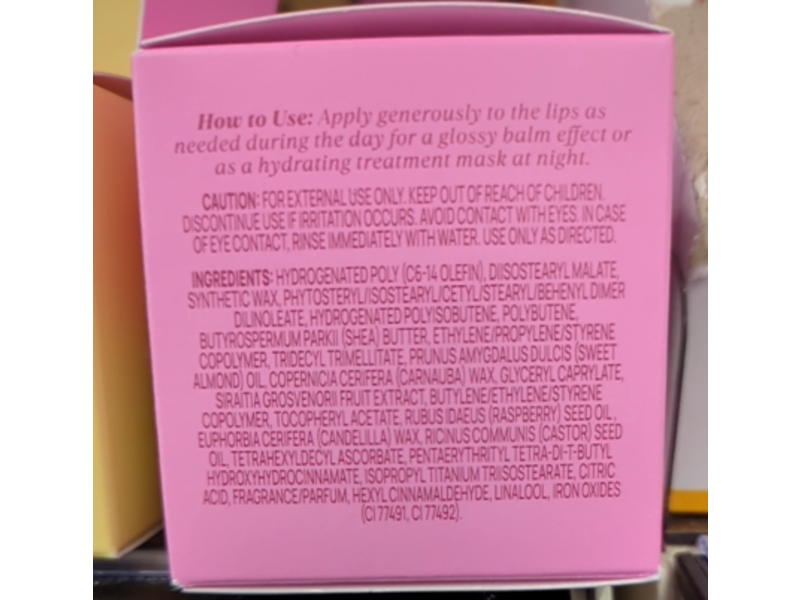 How to Use: Apply generously to the lips as
needed during the day for a glossy balm effect or
as a hydrating treatment mask at night.
CAUTION: FOR EXTERNAL USE ONLY. KEEP OUT OF REACH OF CHILDREN.
DISCONTINUE USE IF IRRITATION OCCURS. AVOID CONTACT WITH EYES. IN CASE
OF EYE CONTACT, RINSE IMMEDIATELY WITH WATER. USE ONLY AS DIRECTED.
INGREDIENTS: HYDROGENATED POLY (C6-14 OLEFIN), DIISOSTEARYL MALATE,
SYNTHETIC WAX, PHYTOSTERYL/ISOSTEARYL/CETYL/STEARYL/BEHENYL DIMER
DILINOLEATE, HYDROGENATED POLYISOBUTENE, POLYBUTENE,
BUTYROSPERMUM PARKII (SHEA) BUTTER, ETHYLENE/PROPYLENE/STYRENE
COPOLYMER, TRIDECYL TRIMELLITATE, PRUNUS AMYGDALUS DULCIS (SWEET
ALMOND) OIL, COPERNICIA CERIFERA (CARNAUBA) WAX, GLYCERYL CAPRYLATE,
SIRAITIA GROSVENORII FRUIT EXTRACT, BUTYLENE/ETHYLENE/STYRENE
COPOLYMER, TOCOPHERYL ACETATE, RUBUS IDAEUS (RASPBERRY) SEED OIL,
EUPHORBIA CERIFERA (CANDELILLA) WAX, RICINUS COMMUNIS (CASTOR) SEED
OIL, TETRAHEXYLDECYL ASCORBATE, PENTAERYTHRITYL TETRA-DI-T-BUTYL
HYDROXYHYDROCINNAMATE, ISOPROPYL TITANIUM TRIISOSTEARATE, CITRIC
ACID, FRAGRANCE/PARFUM, HEXYL CINNAMALDEHYDE, LINALOOL, IRON OXIDES
(CI 77491, CI 77492).